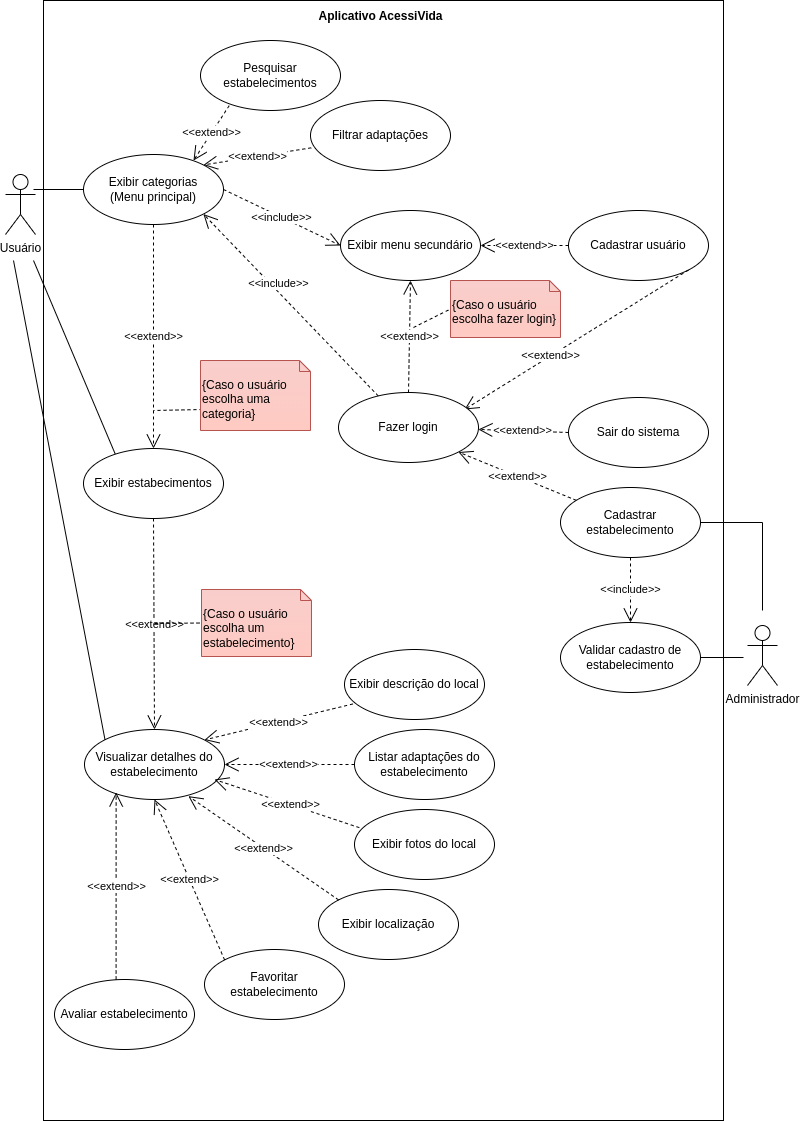 Aplicativo AcessiVida
Pesquisar
estabelecimentos
<<extend>>
Filtrar adaptações
<<extend>>
Exibir categorias
(Menu principal)
Usuário
<<include>>
Exibir menu secundário
<<extend>>
Cadastrar usuário
<<include>>
{Caso o usuário
escolha fazer login}
<<extend>>
<<extend>>
<<extend>>
{Caso o usuário
escolha uma
categoria}
Fazer login
<<extend>>
Sair do sistema
<<extend>>
Exibir estabecimentos
Cadastrar
estabelecimento
<<include>>
{Caso o usuário
escolha um
estabelecimento}
<<extend>>
Validar cadastro de
estabelecimento
Administrador
Exibir descrição do local
<<extend>>
Visualizar detalhes do
estabelecimento
<<extend>>
Listar adaptações do
estabelecimento
<<extend>>
Exibir fotos do local
<<extend>>
<<extend>>
<<extend>>
Exibir localização
Favoritar
estabelecimento
Avaliar estabelecimento